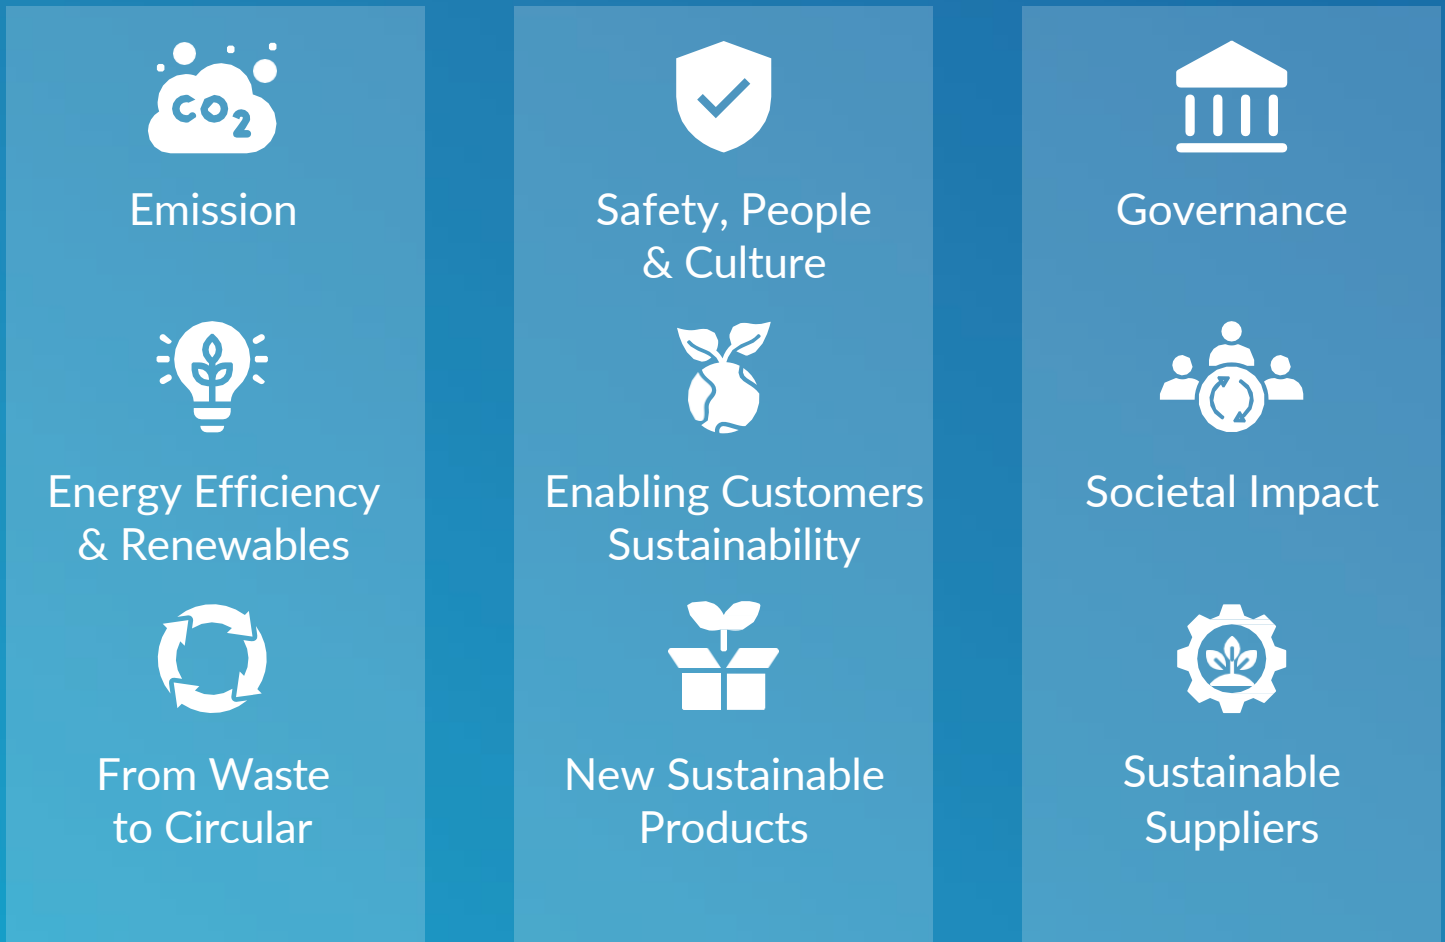 CO2
Emission
Energy Efficiency
& Renewables
From Waste
to Circular
Safety, People
& Culture
Enabling Customers
Sustainability
New Sustainable
Products
Governance
Societal Impact
Sustainable
Suppliers